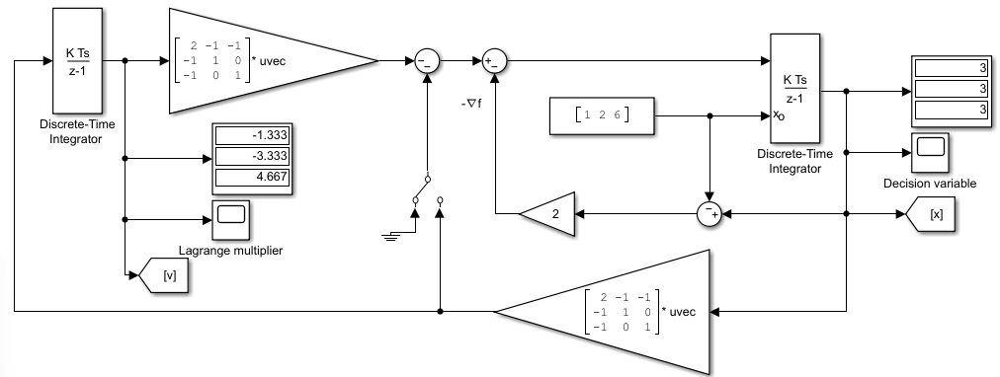 K Ts
z-1
Discrete-Time
Integrator
2 -1 -1
-1 1 0
-1 0 1
* uvec
-1.333
-3.333
4.667
Lagrange multiplier
[v]
−
−
+
−
-∇f
[ 1 2 6 ]
K Ts
z-1
xo
Discrete-Time
Integrator
3
3
3
Decision variable
2
−
+
[x]
2 -1 -1
-1 1 0
-1 0 1
* uvec